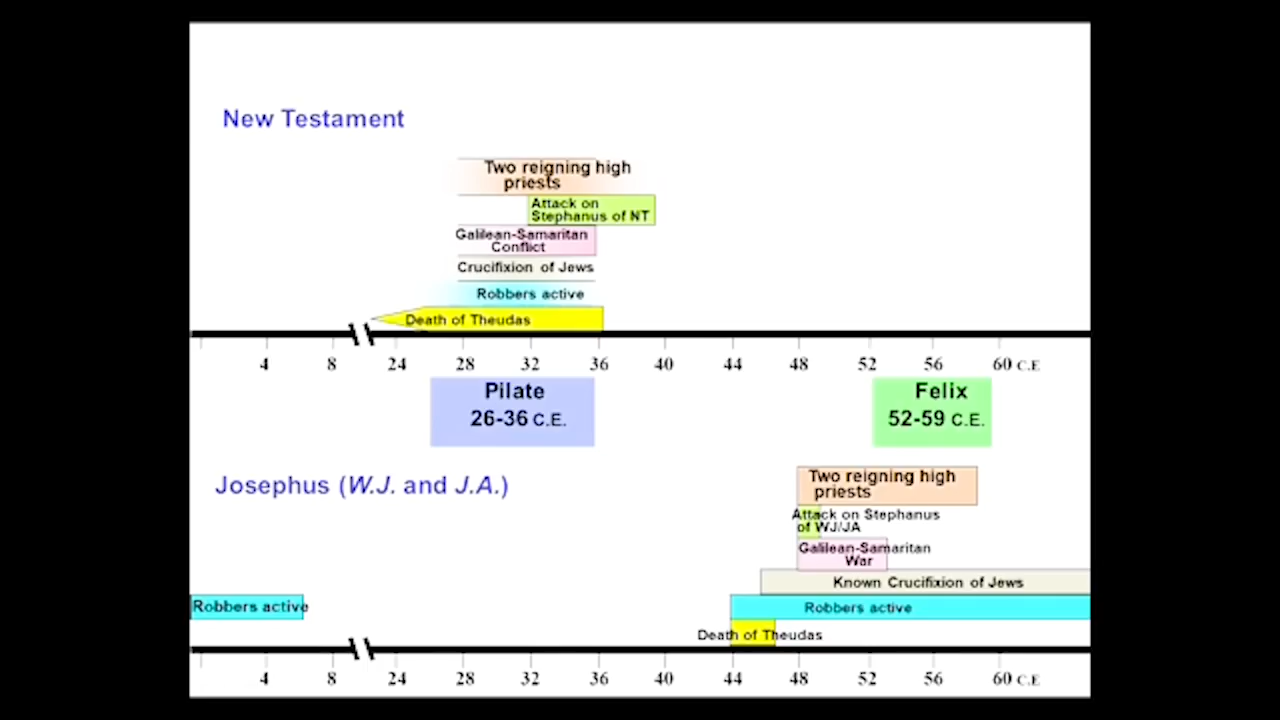 New Testament
Two reigning high
priests
Attack on
Stephanus of NT
Galilean-Samaritan
Conflict
Crucifixion of Jews
Robbers active
Death of Theudas
4 8 24 28 32 36 40 44 48 52 56 60 C.E
Pilate
26-36 C.E.
Felix
52-59 C.E.
Josephus (W.J. and J.A.)
Two reigning high
priests
Attack on Stephanus
of WJ/JA
Galilean-Samaritan
War
Known Crucifixion of Jews
Robbers active
Robbers active
Death of Theudas
4 8 24 28 32 36 40 44 48 52 56 60 C.E